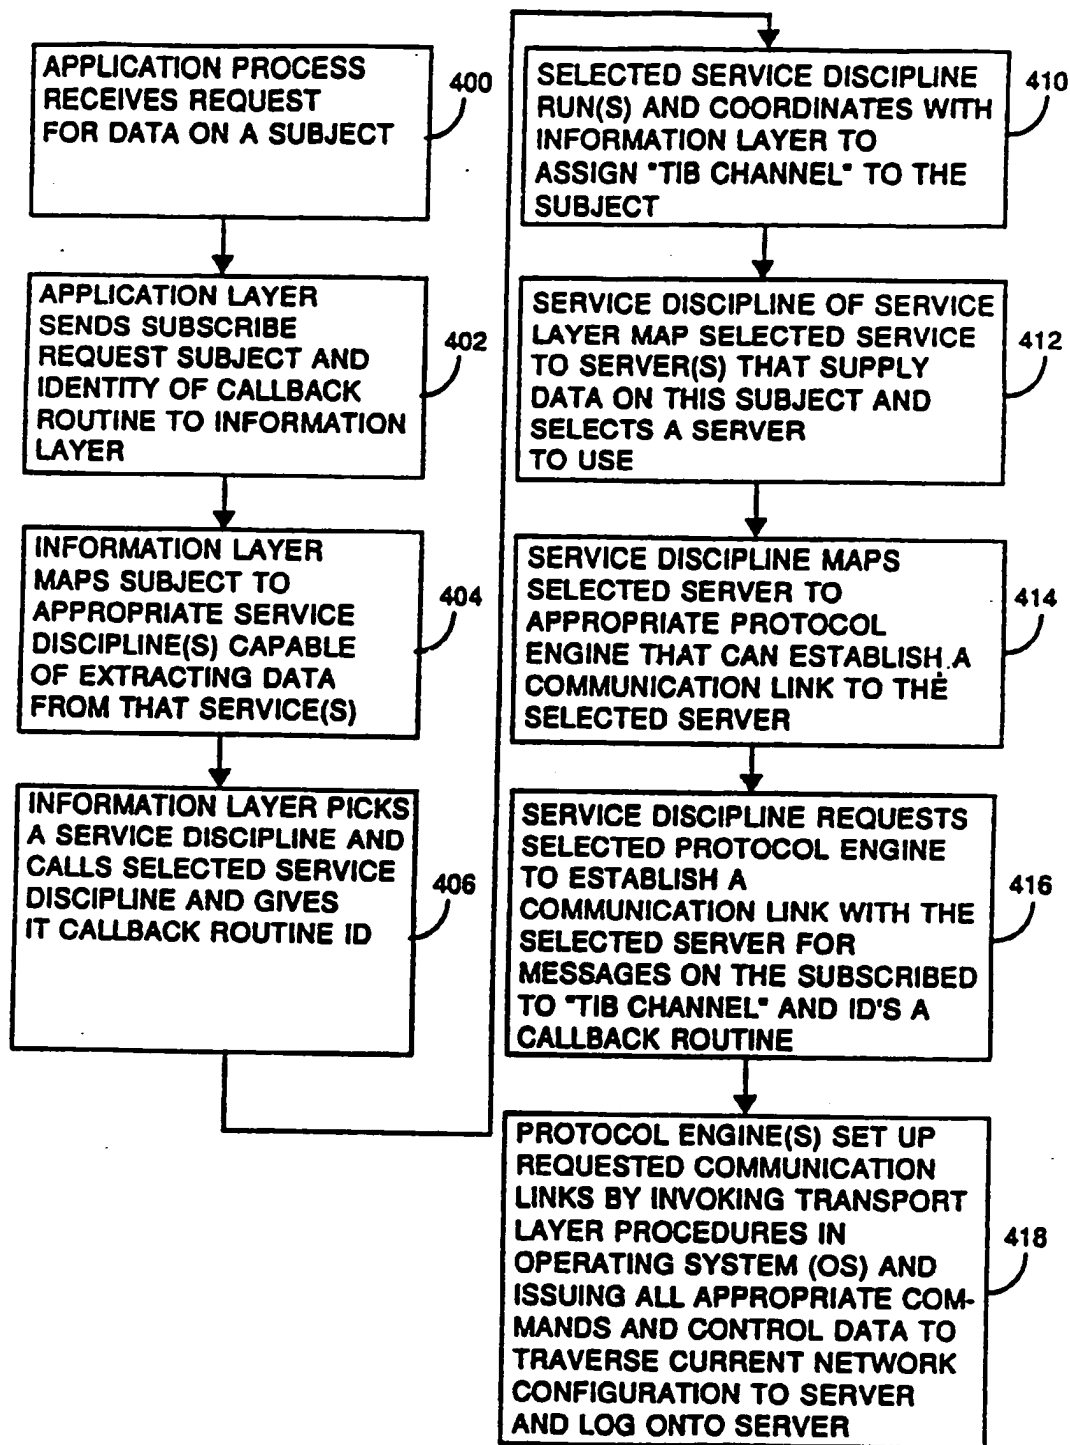 APPLICATION PROCESS
RECEIVES REQUEST
FOR DATA ON A SUBJECT
400
APPLICATION LAYER
SENDS SUBSCRIBE
REQUEST SUBJECT AND
IDENTITY OF CALLBACK
ROUTINE TO INFORMATION
LAYER
402
INFORMATION LAYER
MAPS SUBJECT TO
APPROPRIATE SERVICE
DISCIPLINE(S) CAPABLE
OF EXTRACTING DATA
FROM THAT SERVICE(S)
404
INFORMATION LAYER PICKS
A SERVICE DISCIPLINE AND
CALLS SELECTED SERVICE
DISCIPLINE AND GIVES
IT CALLBACK ROUTINE ID
406
SELECTED SERVICE DISCIPLINE
RUN(S) AND COORDINATES WITH
INFORMATION LAYER TO
ASSIGN "TIB CHANNEL" TO THE
SUBJECT
410
SERVICE DISCIPLINE OF SERVICE
LAYER MAP SELECTED SERVICE
TO SERVER(S) THAT SUPPLY
DATA ON THIS SUBJECT AND
SELECTS A SERVER
TO USE
412
SERVICE DISCIPLINE MAPS
SELECTED SERVER TO
APPROPRIATE PROTOCOL
ENGINE THAT CAN ESTABLISH A
COMMUNICATION LINK TO THE
SELECTED SERVER
414
SERVICE DISCIPLINE REQUESTS
SELECTED PROTOCOL ENGINE
TO ESTABLISH A
COMMUNICATION LINK WITH THE
SELECTED SERVER FOR
MESSAGES ON THE SUBSCRIBED
TO "TIB CHANNEL" AND ID'S A
CALLBACK ROUTINE
416
PROTOCOL ENGINE(S) SET UP
REQUESTED COMMUNICATION
LINKS BY INVOKING TRANSPORT
LAYER PROCEDURES IN
OPERATING SYSTEM (OS) AND
ISSUING ALL APPROPRIATE COM-
MANDS AND CONTROL DATA TO
TRAVERSE CURRENT NETWORK
CONFIGURATION TO SERVER
AND LOG ONTO SERVER
418